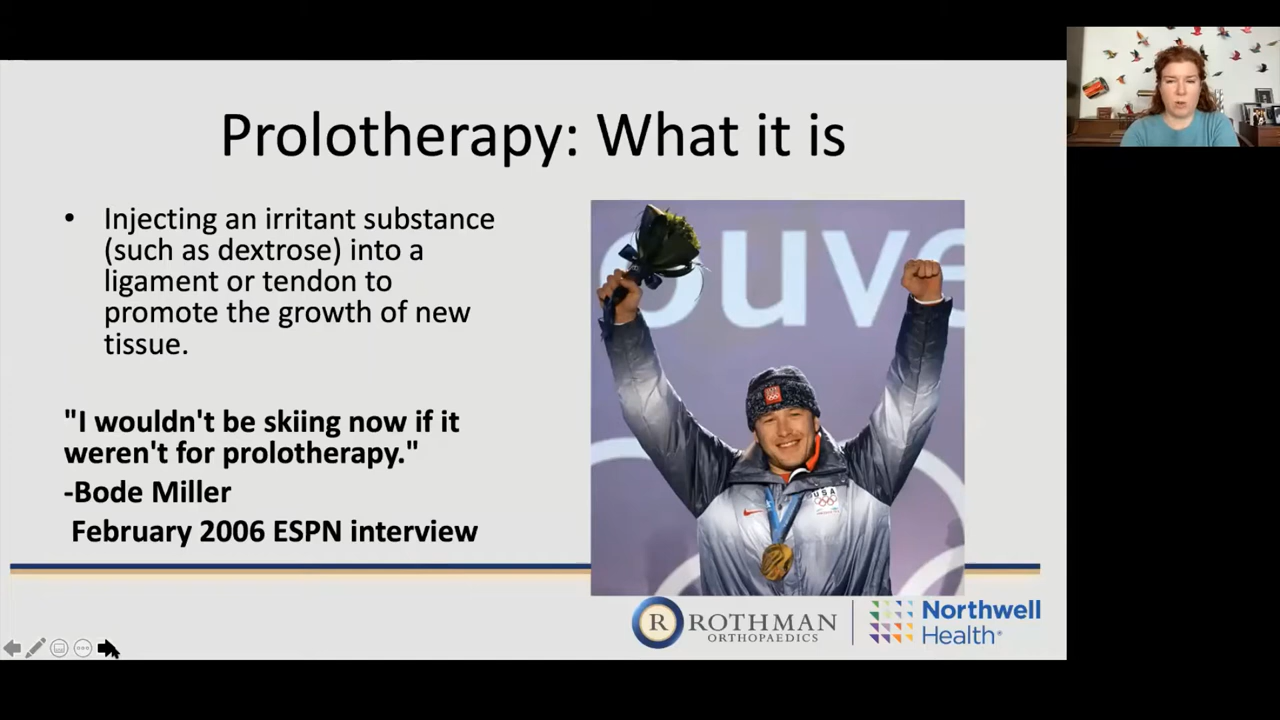 Prolotherapy: What it is
• Injecting an irritant substance
(such as dextrose) into a
ligament or tendon to
promote the growth of new
tissue.
"I wouldn't be skiing now if it
weren't for prolotherapy."
-Bode Miller
February 2006 ESPN interview
ouve
USA
R ROTHMAN
ORTHOPAEDICS
Northwell
Health®